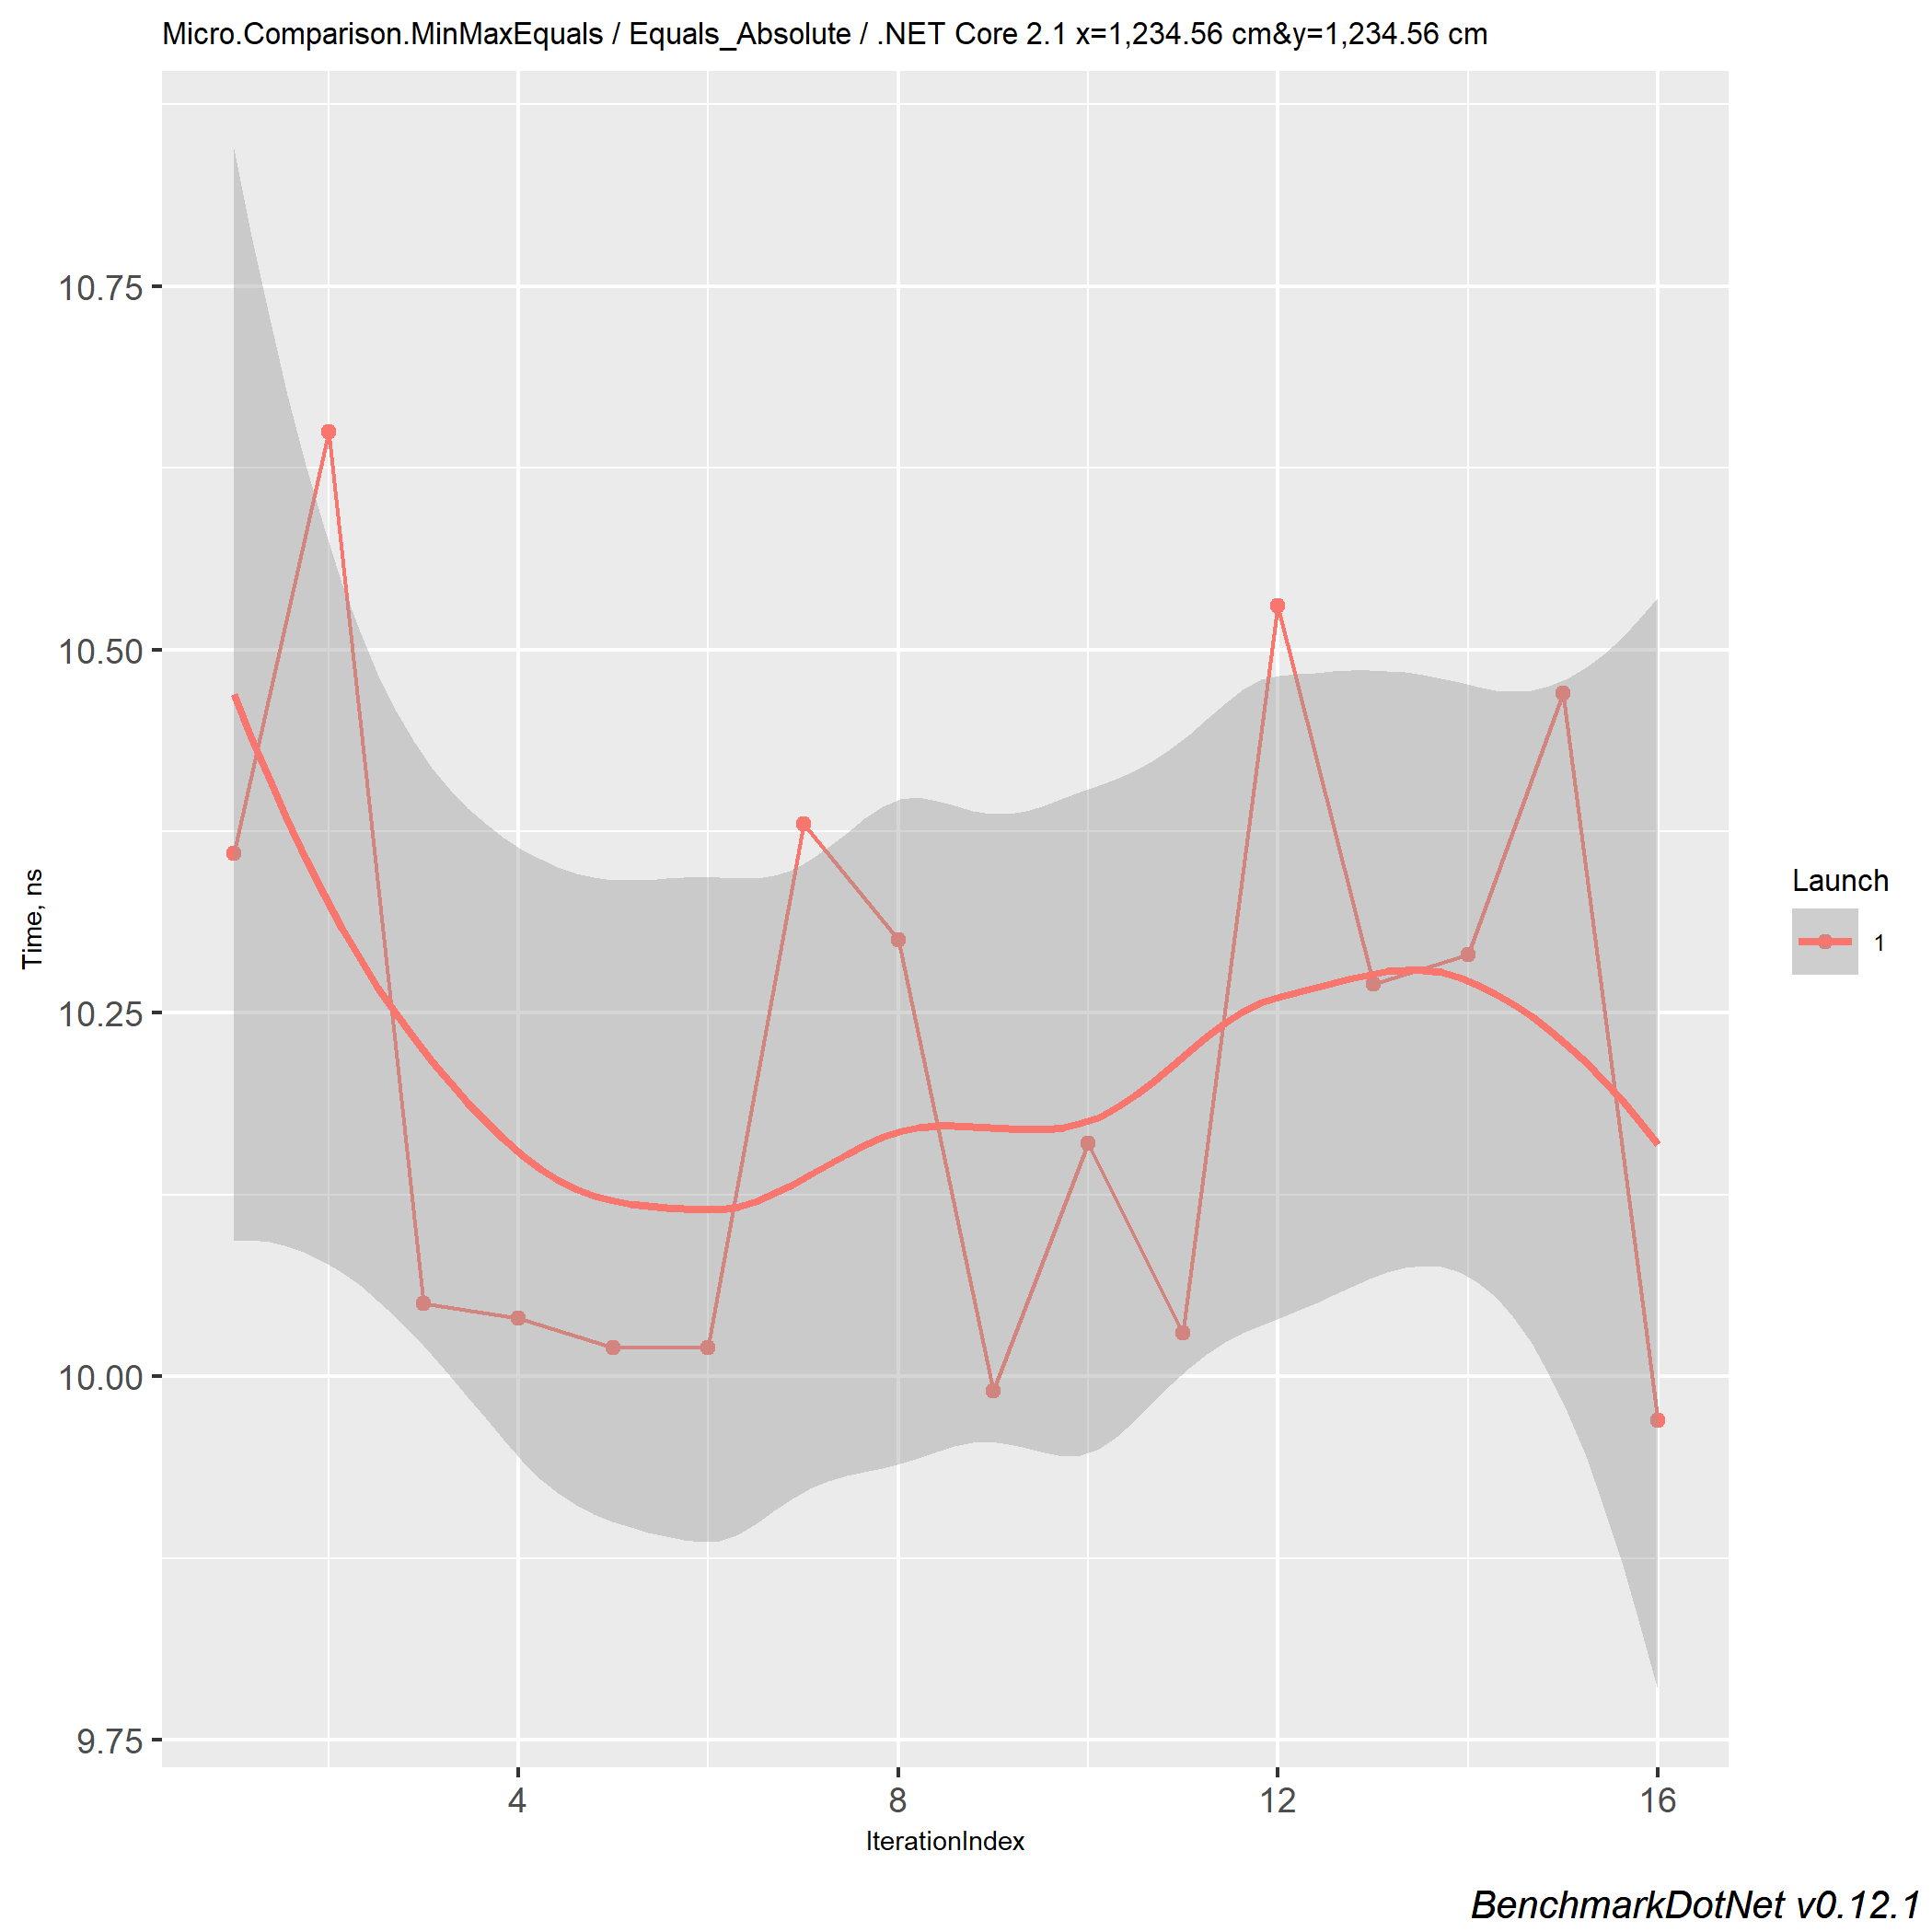 Micro.Comparison.MinMaxEquals / Equals_Absolute / .NET Core 2.1 x=1,234.56 cm&y=1,234.56 cm
10.75
10.50
10.25
10.00
9.75
Time, ns
4
8
12
16
IterationIndex
Launch
1
BenchmarkDotNet v0.12.1